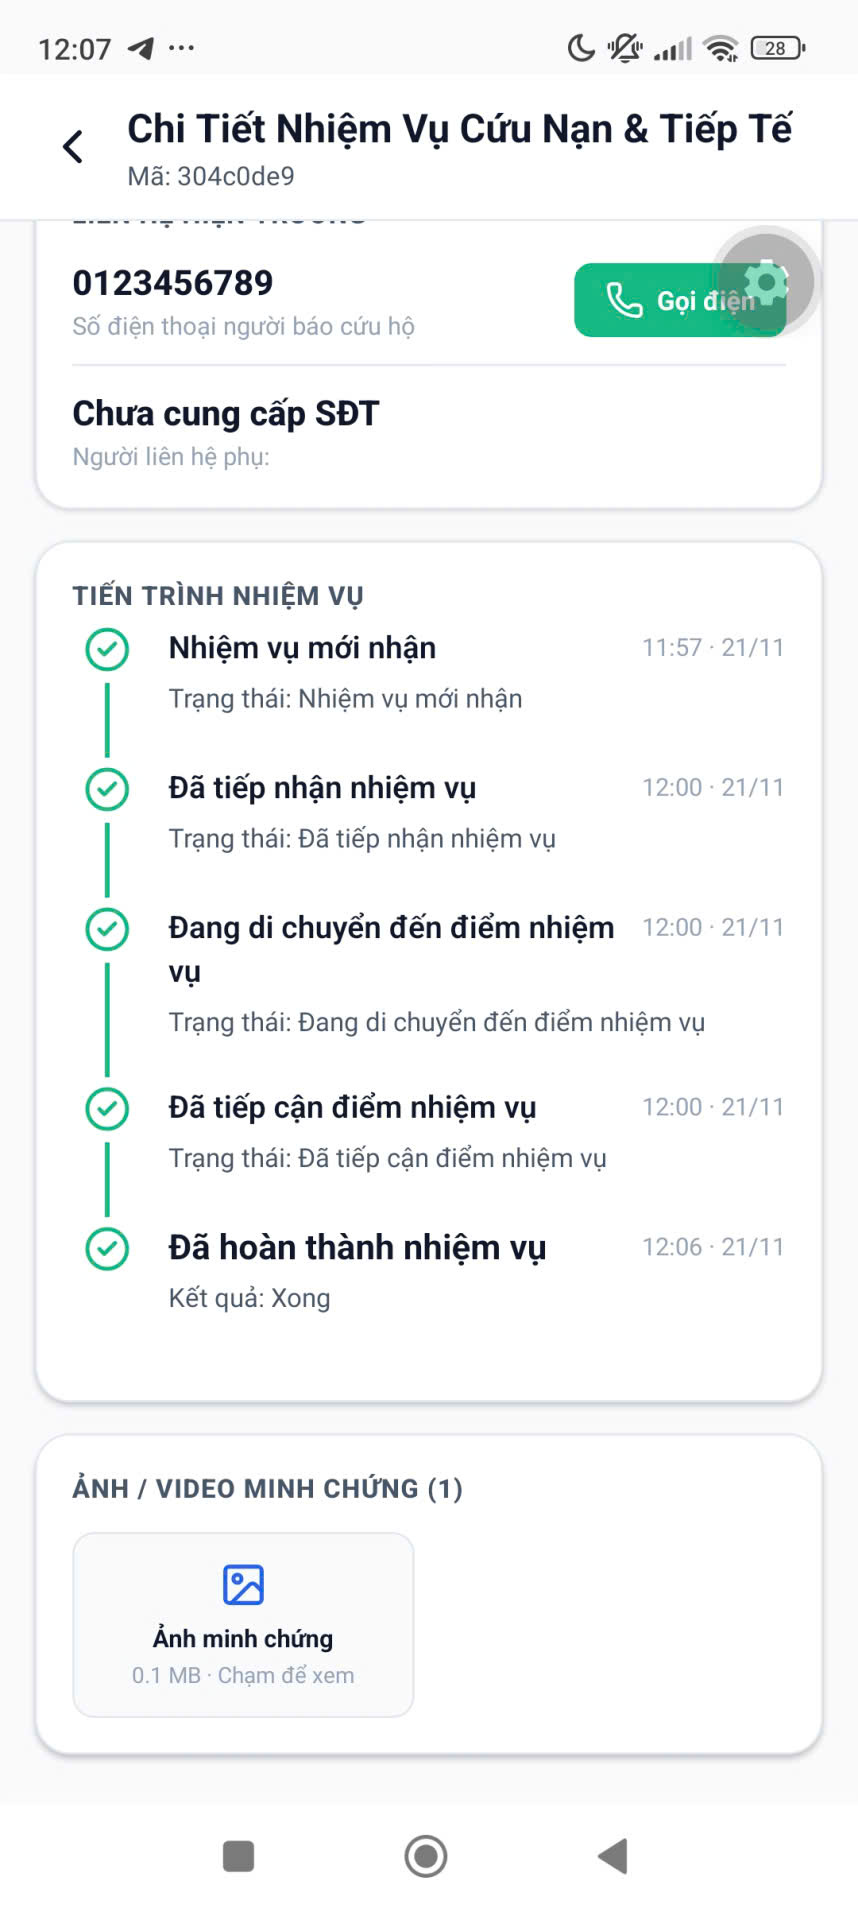 12:07
28
Chi Tiết Nhiệm Vụ Cứu Nạn & Tiếp Tế
Mã: 304c0de9
0123456789
Số điện thoại người báo cứu hộ
Gọi điện
Chưa cung cấp SĐT
Người liên hệ phụ:
TIẾN TRÌNH NHIỆM VỤ
Nhiệm vụ mới nhận
11:57 · 21/11
Trạng thái: Nhiệm vụ mới nhận
Đã tiếp nhận nhiệm vụ
12:00 · 21/11
Trạng thái: Đã tiếp nhận nhiệm vụ
Đang di chuyển đến điểm nhiệm
12:00 · 21/11
vụ
Trạng thái: Đang di chuyển đến điểm nhiệm vụ
Đã tiếp cận điểm nhiệm vụ
12:00 · 21/11
Trạng thái: Đã tiếp cận điểm nhiệm vụ
Đã hoàn thành nhiệm vụ
12:06 · 21/11
Kết quả: Xong
ẢNH / VIDEO MINH CHỨNG (1)
Ảnh minh chứng
0.1 MB · Chạm để xem